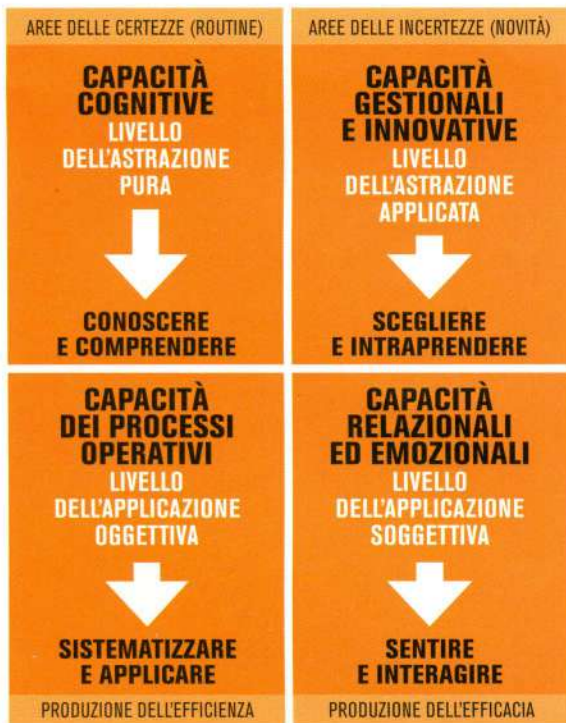 AREE DELLE CERTEZZE (ROUTINE)
CAPACITÀ
COGNITIVE
LIVELLO
DELL'ASTRAZIONE
PURA
CONOSCERE
E COMPRENDERE
AREE DELLE INCERTEZZE (NOVITÀ)
CAPACITÀ
GESTIONALI
E INNOVATIVE
LIVELLO
DELL'ASTRAZIONE
APPLICATA
SCEGLIERE
E INTRAPRENDERE
CAPACITÀ
DEI PROCESSI
OPERATIVI
LIVELLO
DELL'APPLICAZIONE
OGGETTIVA
SISTEMATIZZARE
E APPLICARE
PRODUZIONE DELL'EFFICIENZA
CAPACITÀ
RELAZIONALI
ED EMOZIONALI
LIVELLO
DELL'APPLICAZIONE
SOGGETTIVA
SENTIRE
E INTERAGIRE
PRODUZIONE DELL'EFFICACIA